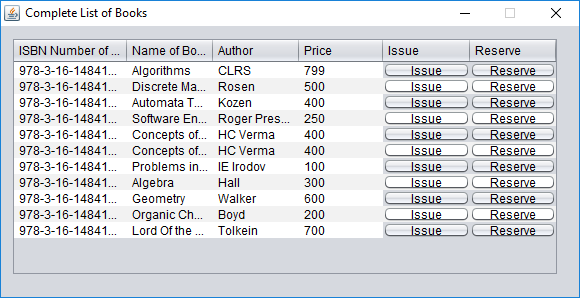 Complete List of Books
ISBN Number of ... Name of Bo... Author Price Issue Reserve
978-3-16-14841... Algorithms CLRS 799 Issue Reserve
978-3-16-14841... Discrete Ma... Rosen 500 Issue Reserve
978-3-16-14841... Automata T... Kozen 400 Issue Reserve
978-3-16-14841... Software En... Roger Pres... 250 Issue Reserve
978-3-16-14841... Concepts of... HC Verma 400 Issue Reserve
978-3-16-14841... Concepts of... HC Verma 400 Issue Reserve
978-3-16-14841... Problems in... IE Irodov 100 Issue Reserve
978-3-16-14841... Algebra Hall 300 Issue Reserve
978-3-16-14841... Geometry Walker 600 Issue Reserve
978-3-16-14841... Organic Ch... Boyd 200 Issue Reserve
978-3-16-14841... Lord Of the ... Tolkein 700 Issue Reserve